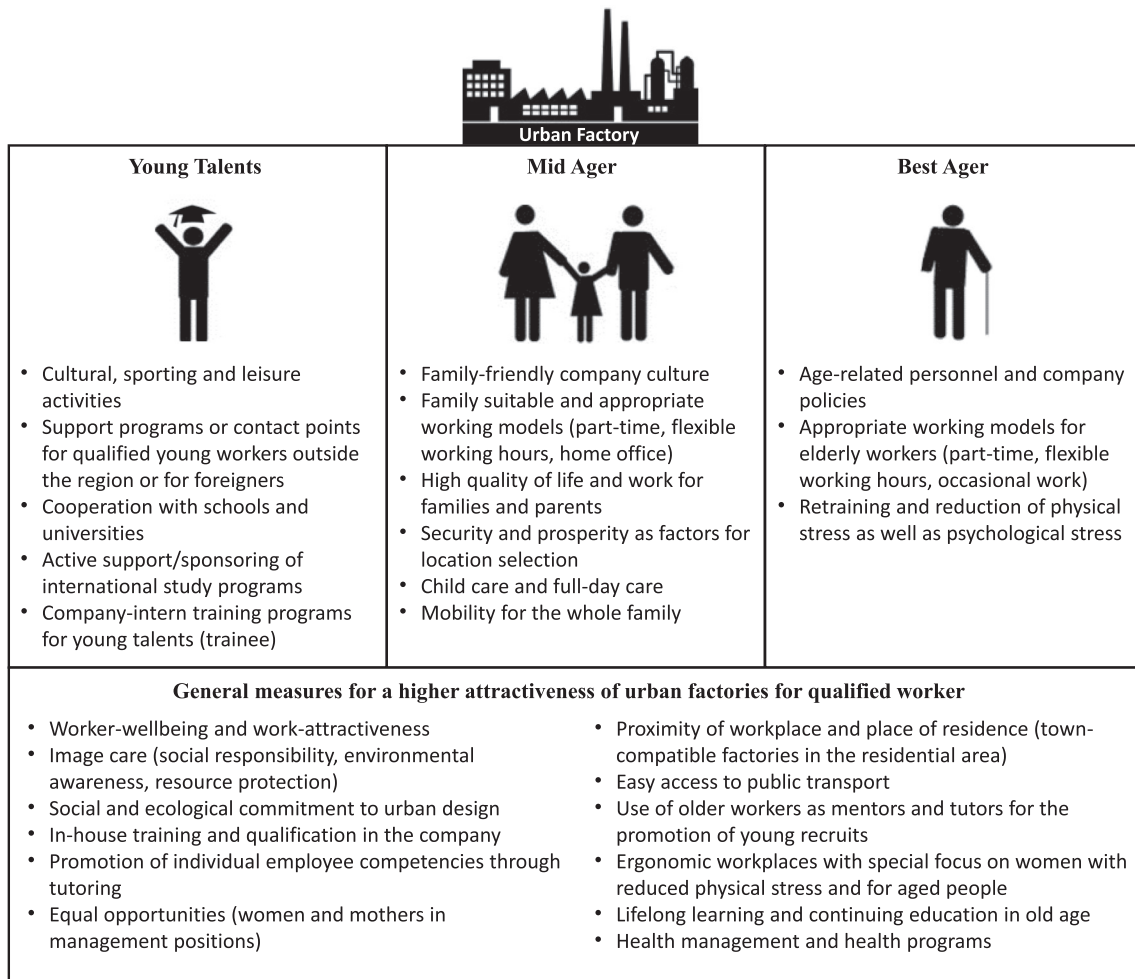 Urban Factory
Young Talents
• Cultural, sporting and leisure
activities
• Support programs or contact points
for qualified young workers outside
the region or for foreigners
• Cooperation with schools and
universities
• Active support/sponsoring of
international study programs
• Company-intern training programs
for young talents (trainee)
Mid Ager
• Family-friendly company culture
• Family suitable and appropriate
working models (part-time, flexible
working hours, home office)
• High quality of life and work for
families and parents
• Security and prosperity as factors for
location selection
• Child care and full-day care
• Mobility for the whole family
Best Ager
• Age-related personnel and company
policies
• Appropriate working models for
elderly workers (part-time, flexible
working hours, occasional work)
• Retraining and reduction of physical
stress as well as psychological stress
General measures for a higher attractiveness of urban factories for qualified worker
• Worker-wellbeing and work-attractiveness
• Image care (social responsibility, environmental
awareness, resource protection)
• Social and ecological commitment to urban design
• In-house training and qualification in the company
• Promotion of individual employee competencies through
tutoring
• Equal opportunities (women and mothers in
management positions)
• Proximity of workplace and place of residence (town-
compatible factories in the residential area)
• Easy access to public transport
• Use of older workers as mentors and tutors for the
promotion of young recruits
• Ergonomic workplaces with special focus on women with
reduced physical stress and for aged people
• Lifelong learning and continuing education in old age
• Health management and health programs